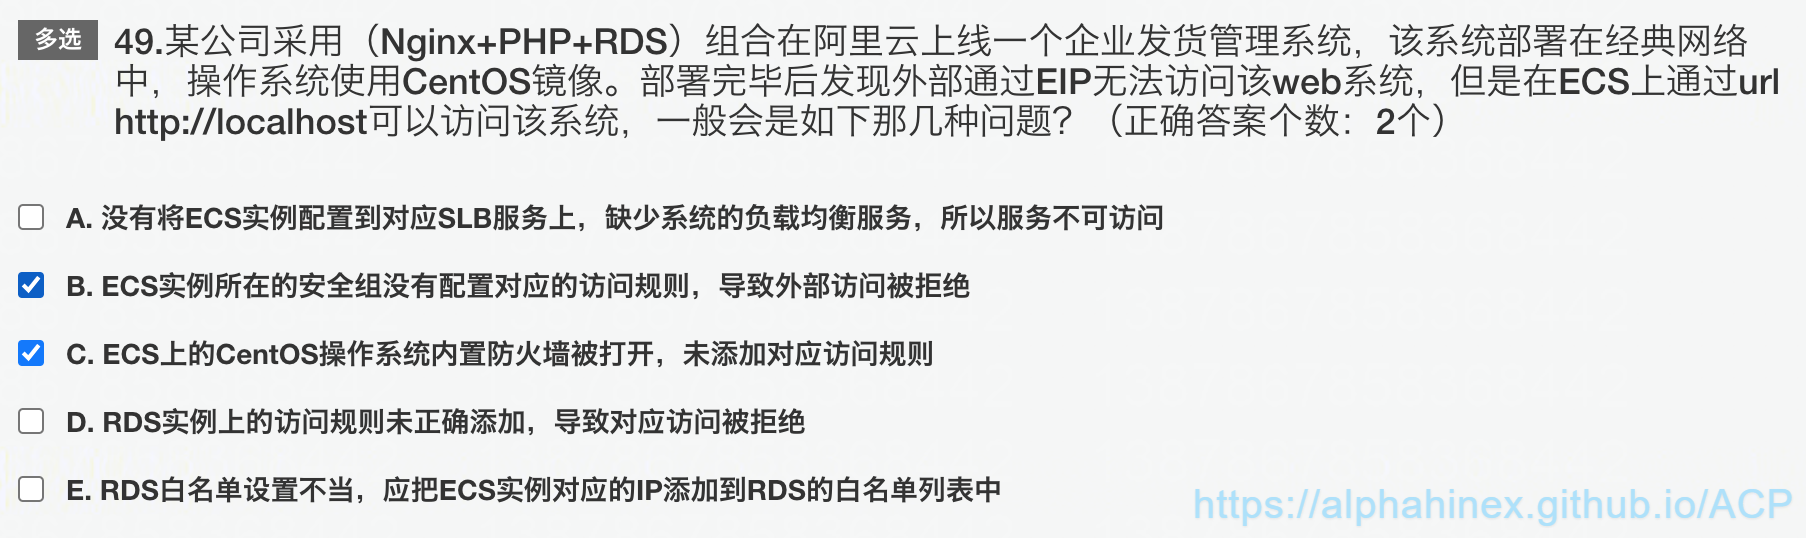 多选
49.某公司采用（Nginx+PHP+RDS）组合在阿里云上线一个企业发货管理系统，该系统部署在经典网络
中，操作系统使用CentOS镜像。部署完毕后发现外部通过EIP无法访问该web系统，但是在ECS上通过url
http://localhost可以访问该系统，一般会是如下那几种问题？（正确答案个数：2个）
A. 没有将ECS实例配置到对应SLB服务上，缺少系统的负载均衡服务，所以服务不可访问
B. ECS实例所在的安全组没有配置对应的访问规则，导致外部访问被拒绝
C. ECS上的CentOS操作系统内置防火墙被打开，未添加对应访问规则
D. RDS实例上的访问规则未正确添加，导致对应访问被拒绝
E. RDS白名单设置不当，应把ECS实例对应的IP添加到RDS的白名单列表中
https://alphahinex.github.io/ACP